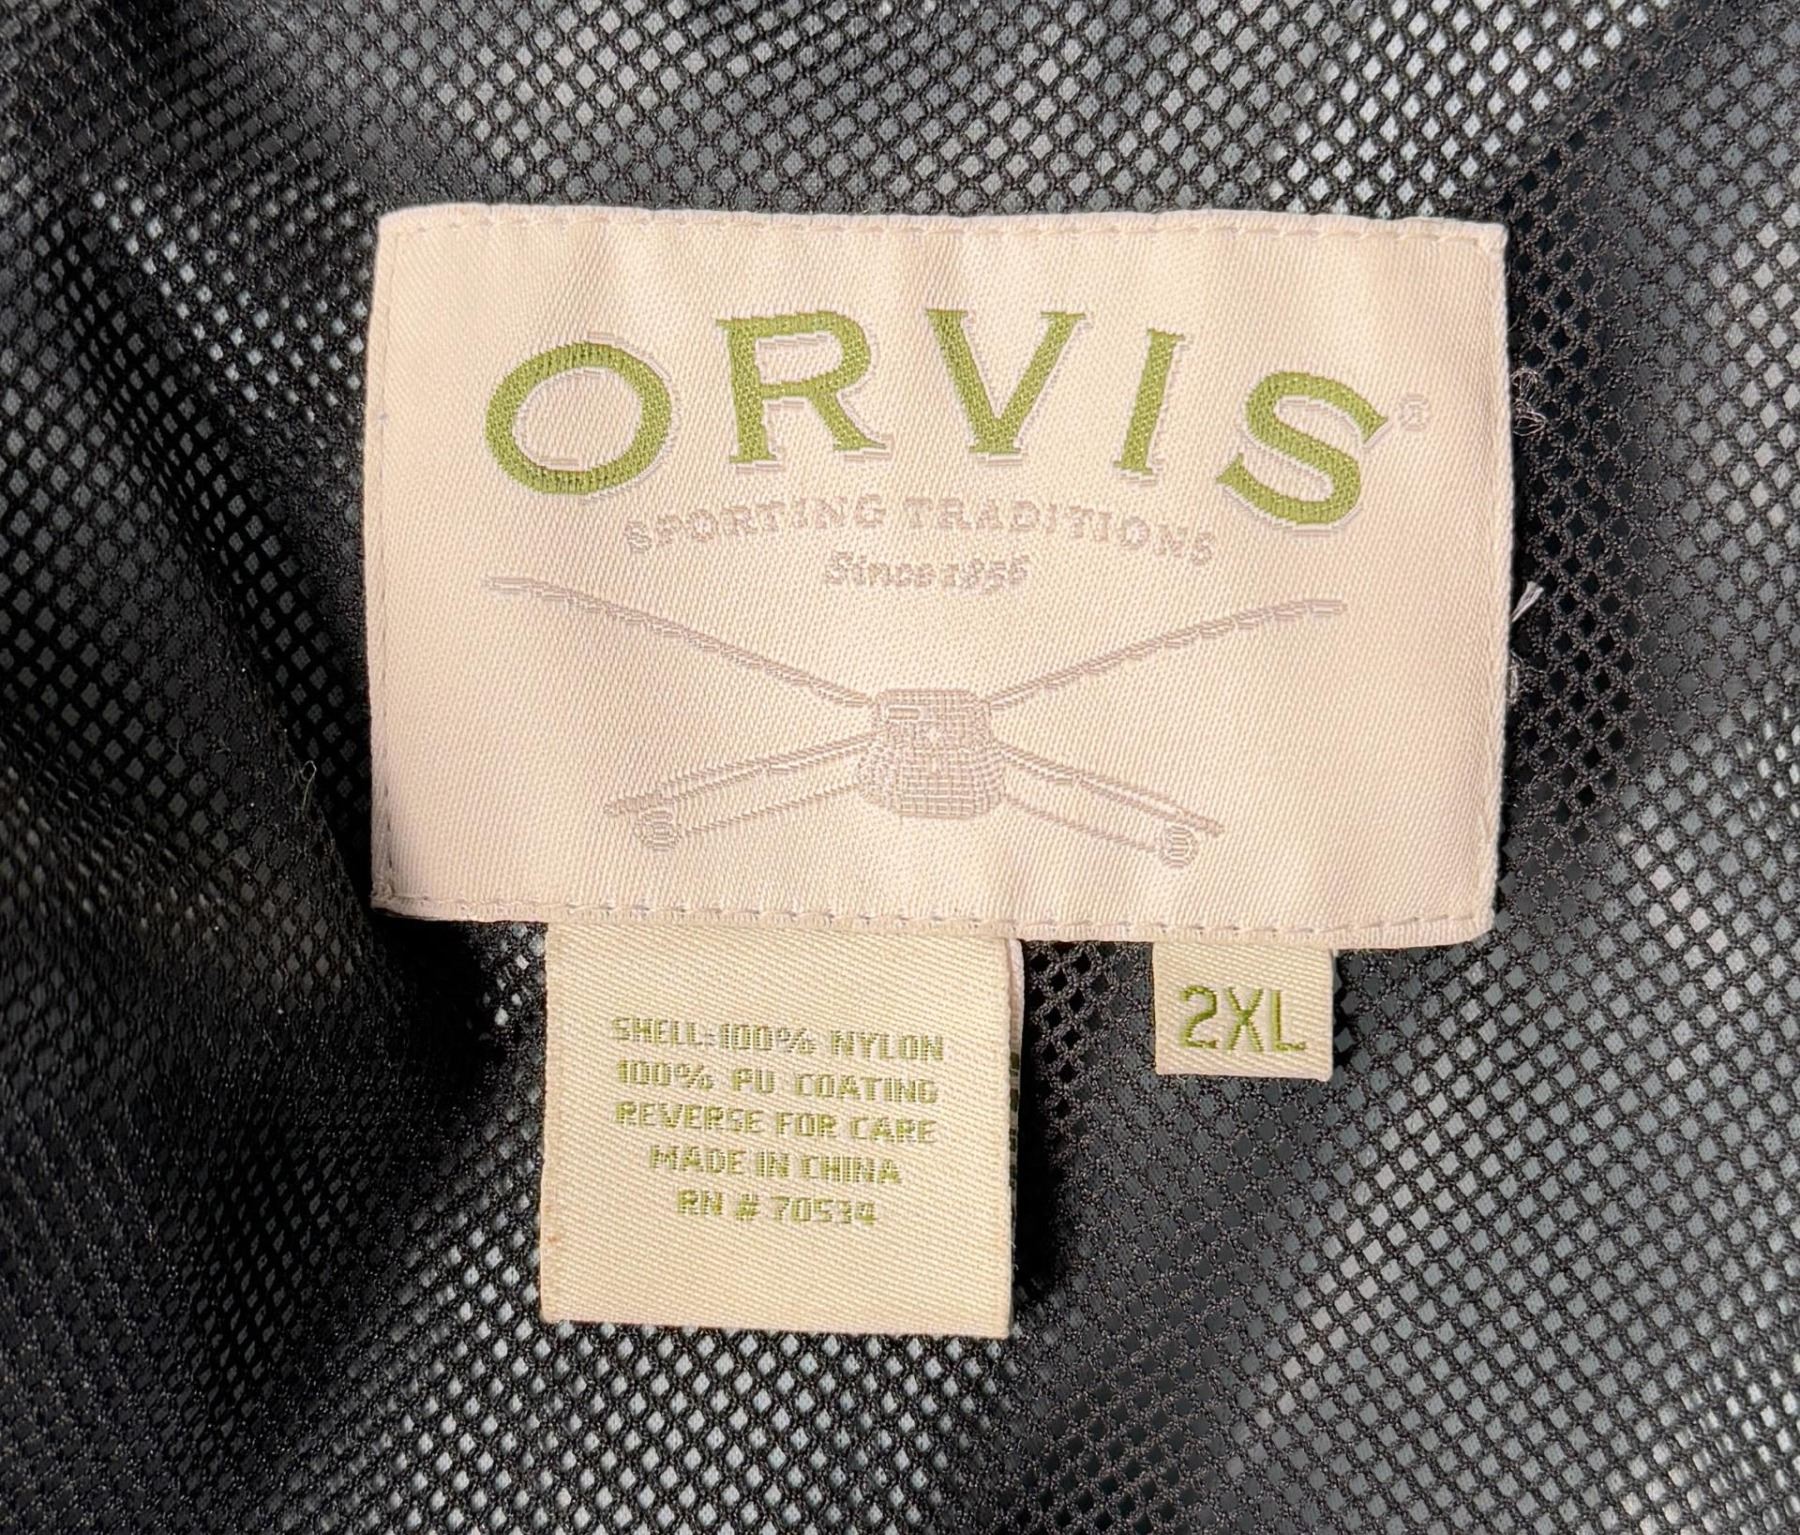 ORVIS®
SPORTING TRADITIONS
Since 1856
2XL
SHELL:100% NYLON
100% PU COATING
REVERSE FOR CARE
MADE IN CHINA
RN # 70534